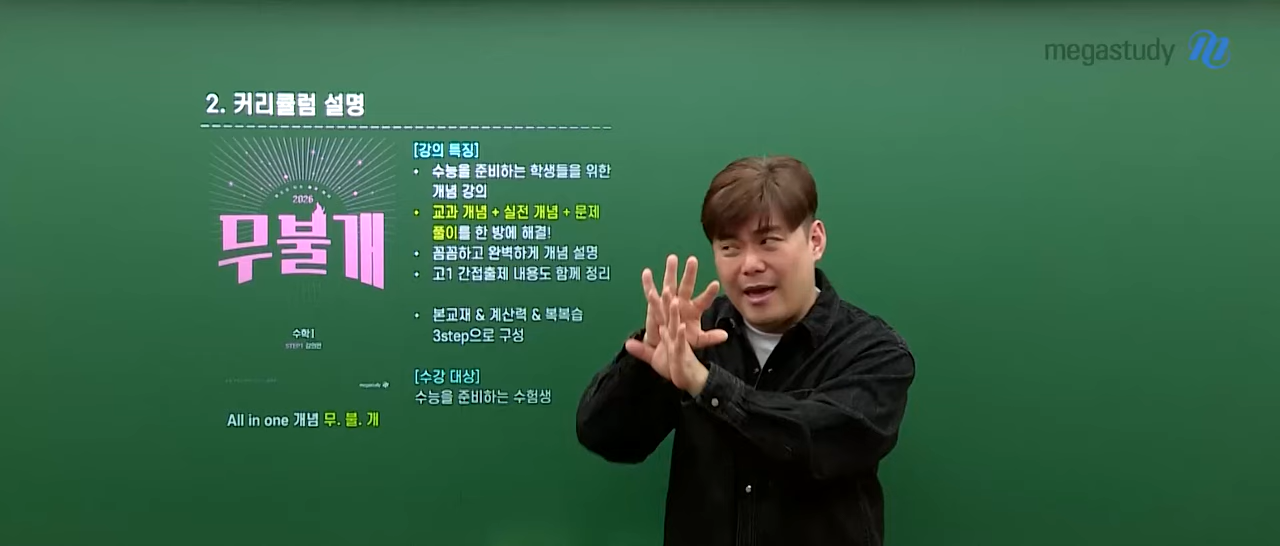 megastudy
2. 커리큘럼 설명
2026
무불개
수학 I
STEP1 강의편
megastudy
All in one 개념 무. 불. 개
[강의 특징]
• 수능을 준비하는 학생들을 위한
개념 강의
• 교과 개념 + 실전 개념 + 문제
풀이를 한 방에 해결!
• 꼼꼼하고 완벽하게 개념 설명
• 고1 간접출제 내용도 함께 정리
• 본교재 & 계산력 & 복복습
3step으로 구성
[수강 대상]
수능을 준비하는 수험생